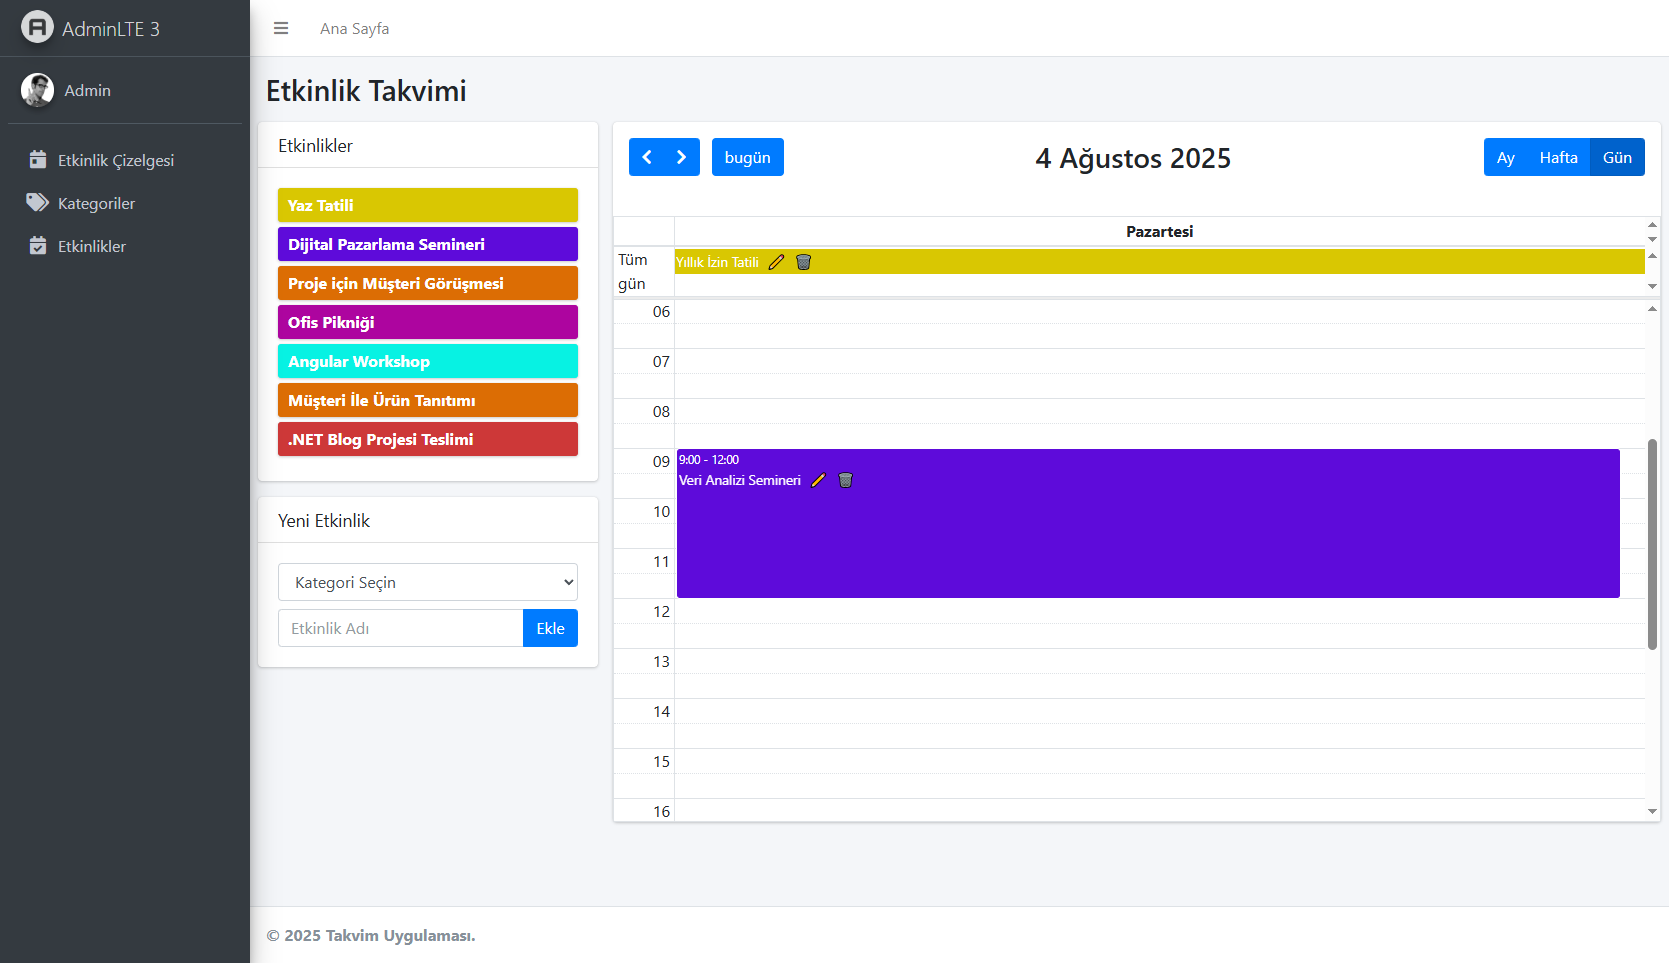 AdminLTE 3
Admin
Etkinlik Çizelgesi
Kategoriler
Etkinlikler
Ana Sayfa
Etkinlik Takvimi
Etkinlikler
Yaz Tatili
Dijital Pazarlama Semineri
Proje için Müşteri Görüşmesi
Ofis Pikniği
Angular Workshop
Müşteri İle Ürün Tanıtımı
.NET Blog Projesi Teslimi
Yeni Etkinlik
Kategori Seçin
Etkinlik Adı
Ekle
bugün
4 Ağustos 2025
Ay
Hafta
Gün
Pazartesi
Tüm
gün
Yıllık İzin Tatili
06
07
08
09
9:00 - 12:00
Veri Analizi Semineri
10
11
12
13
14
15
16
© 2025 Takvim Uygulaması.